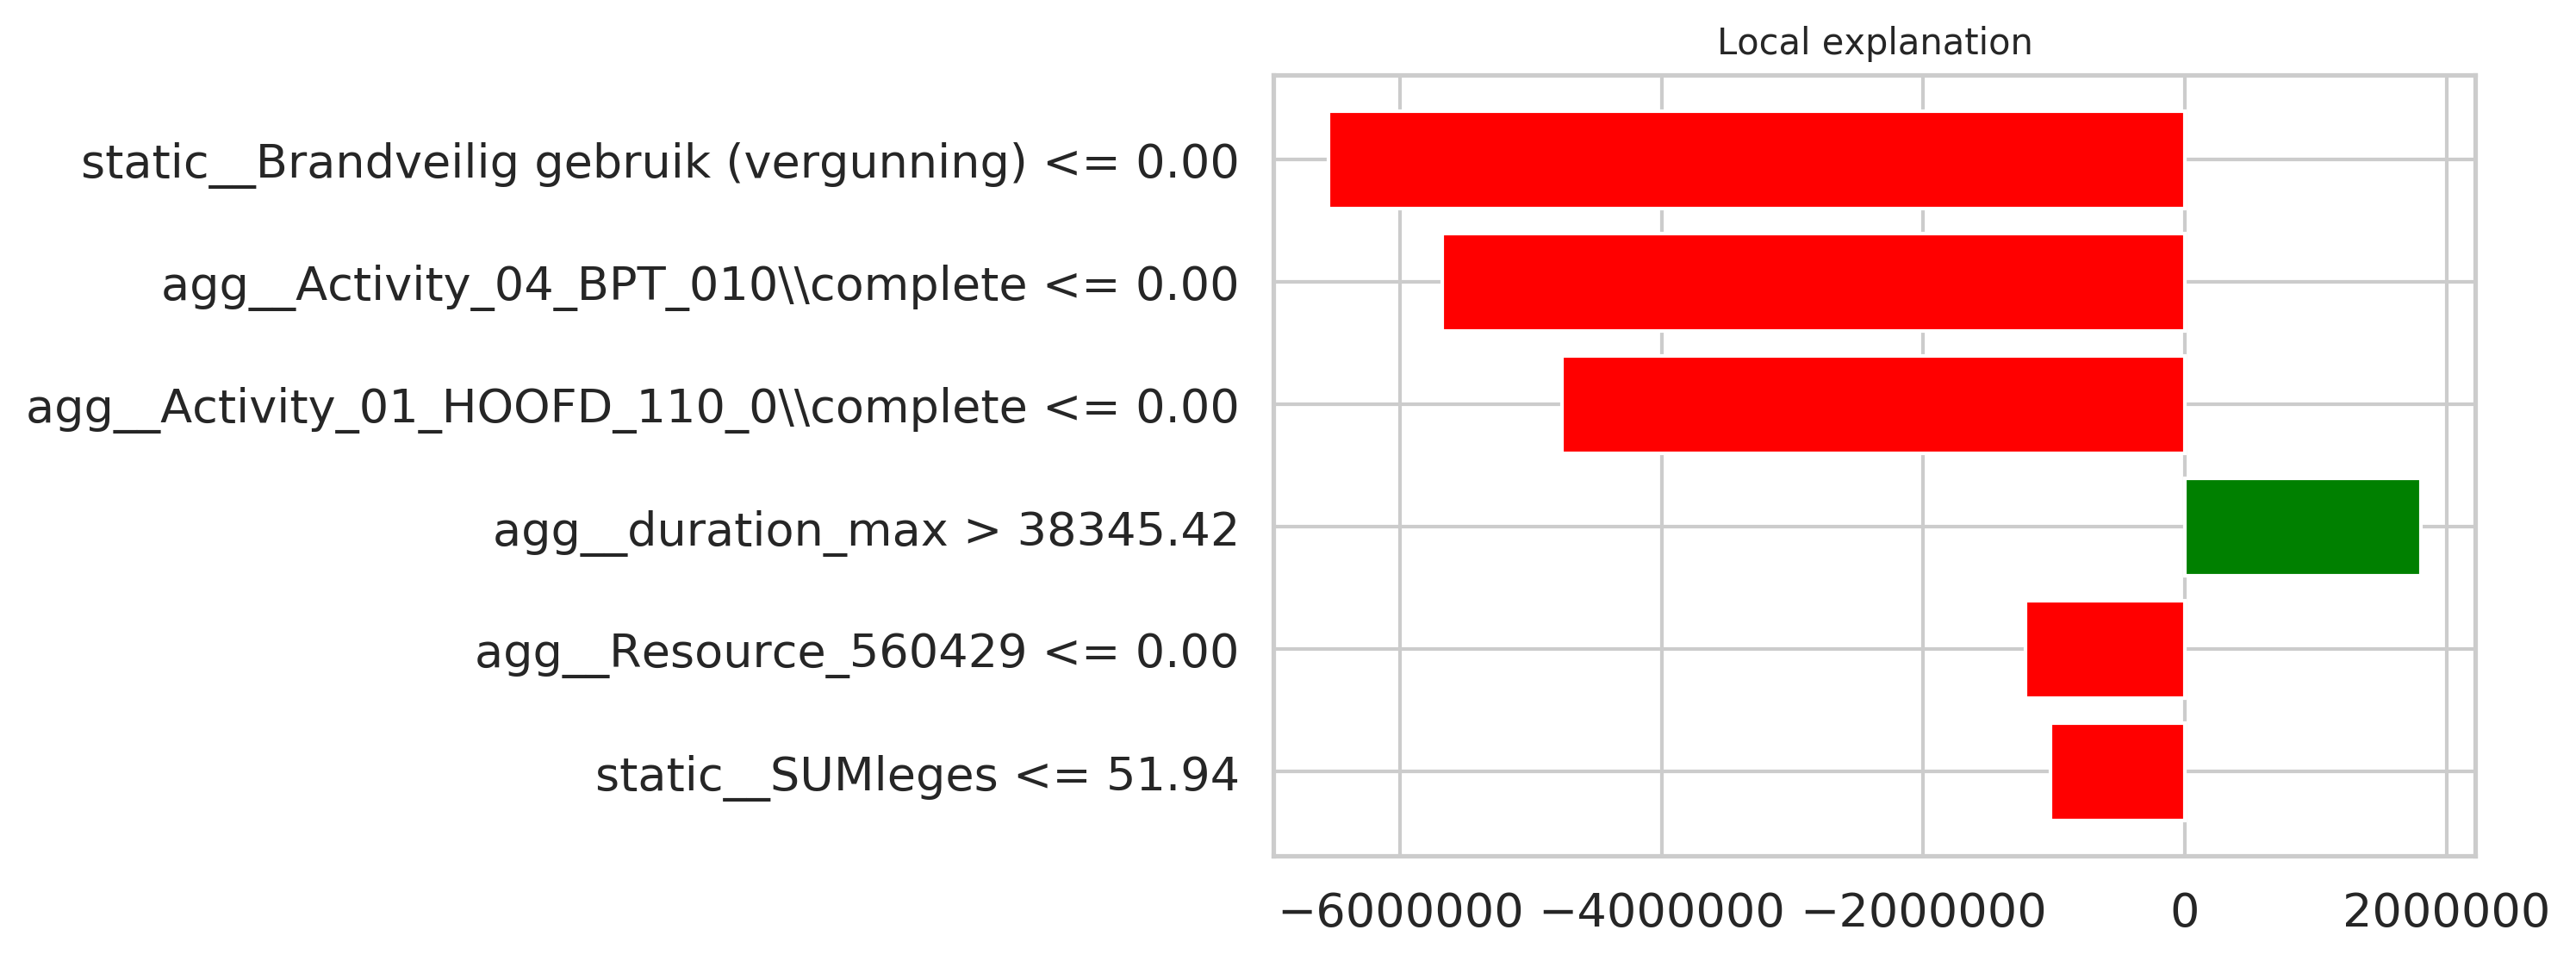 Local explanation
static__Brandveilig gebruik (vergunning) <= 0.00
agg__Activity_04_BPT_010\\complete <= 0.00
agg__Activity_01_HOOFD_110_0\\complete <= 0.00
agg__duration_max > 38345.42
agg__Resource_560429 <= 0.00
static__SUMleges <= 51.94
−6000000 −4000000 −2000000 0 2000000